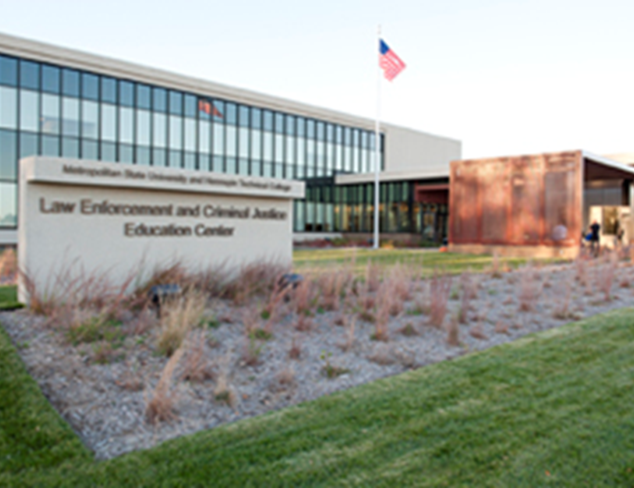 Metropolitan State University and Hennepin Technical College
Law Enforcement and Criminal Justice
Education Center